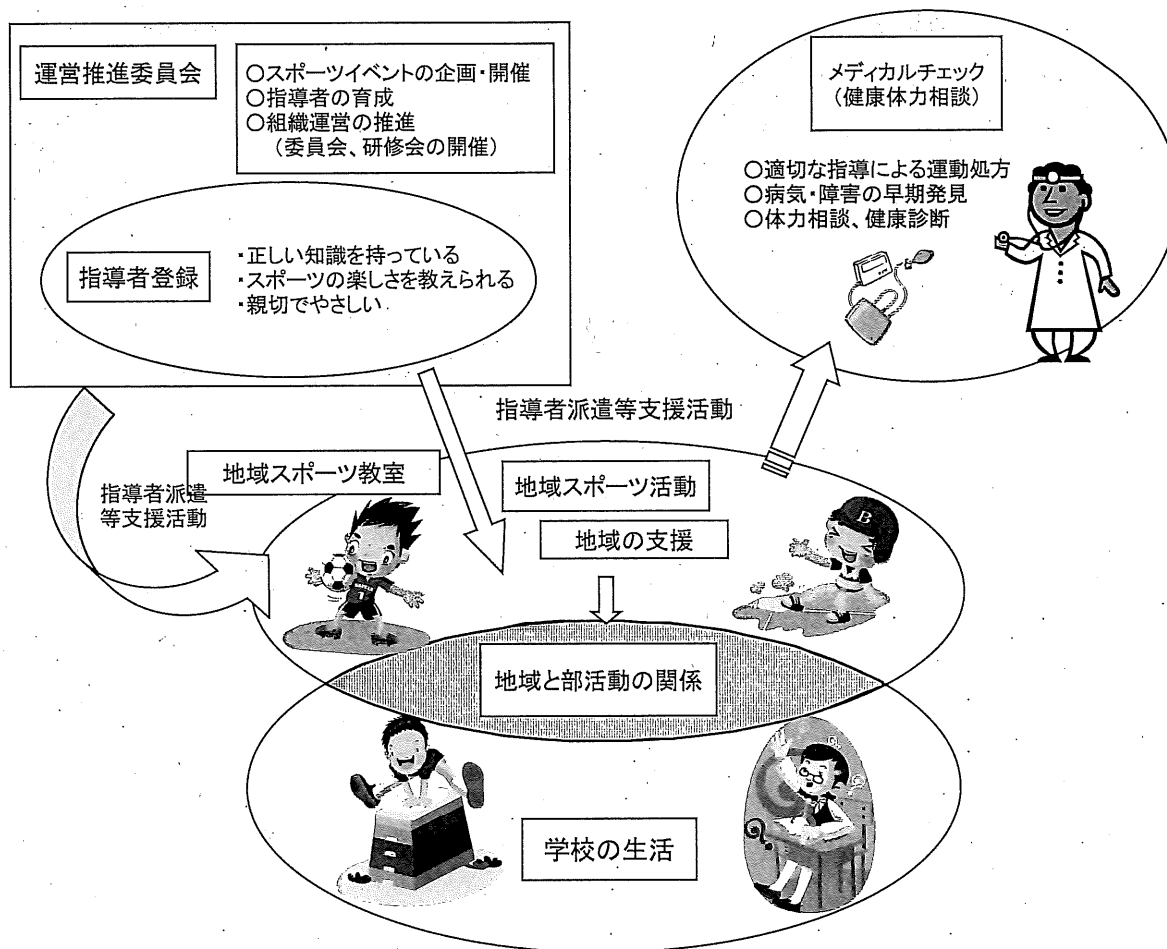 運営推進委員会
○スポーツイベントの企画・開催
○指導者の育成
○組織運営の推進
(委員会、研修会の開催)
指導者登録
・正しい知識を持っている
・スポーツの楽しさを教えられる
・親切でやさしい
メディカルチェック
(健康体力相談)
○適切な指導による運動処方
○病気・障害の早期発見
○体力相談、健康診断
指導者派遣等支援活動
指導者派遣
等支援活動
地域スポーツ教室
地域スポーツ活動
地域の支援
B
地域と部活動の関係
学校の生活